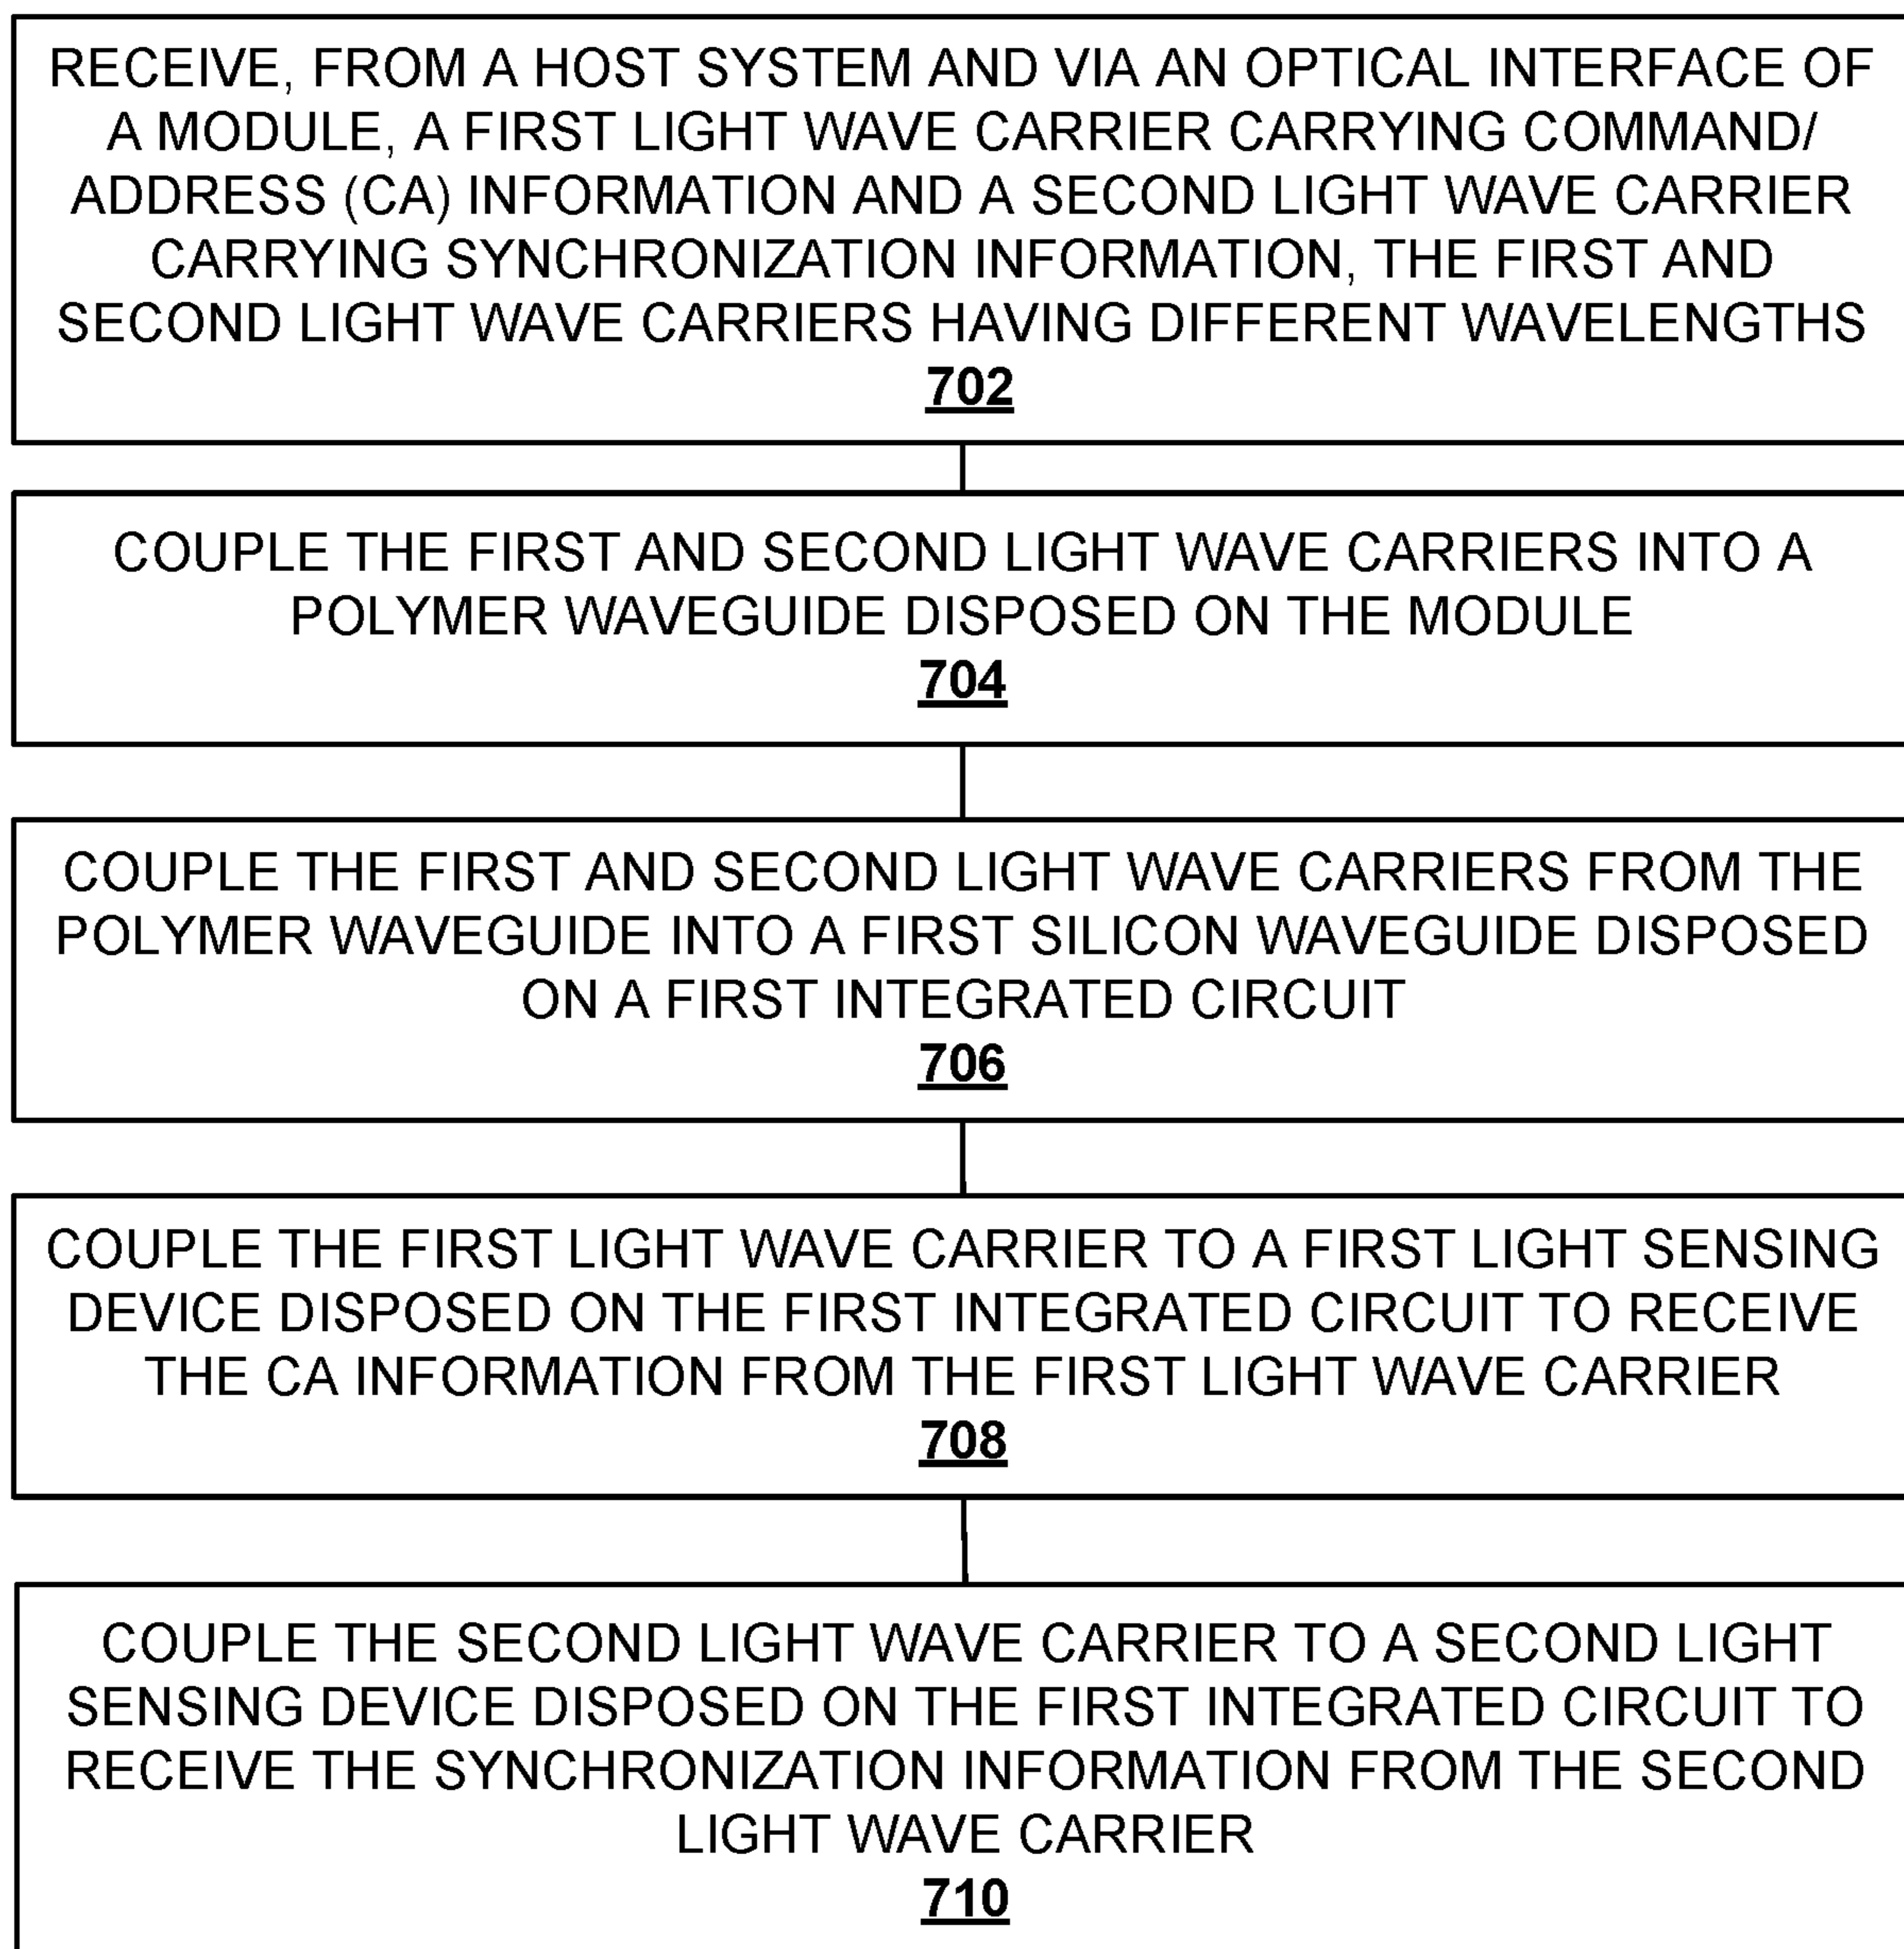 RECEIVE, FROM A HOST SYSTEM AND VIA AN OPTICAL INTERFACE OF
A MODULE, A FIRST LIGHT WAVE CARRIER CARRYING COMMAND/
ADDRESS (CA) INFORMATION AND A SECOND LIGHT WAVE CARRIER
CARRYING SYNCHRONIZATION INFORMATION, THE FIRST AND
SECOND LIGHT WAVE CARRIERS HAVING DIFFERENT WAVELENGTHS
702
COUPLE THE FIRST AND SECOND LIGHT WAVE CARRIERS INTO A
POLYMER WAVEGUIDE DISPOSED ON THE MODULE
704
COUPLE THE FIRST AND SECOND LIGHT WAVE CARRIERS FROM THE
POLYMER WAVEGUIDE INTO A FIRST SILICON WAVEGUIDE DISPOSED
ON A FIRST INTEGRATED CIRCUIT
706
COUPLE THE FIRST LIGHT WAVE CARRIER TO A FIRST LIGHT SENSING
DEVICE DISPOSED ON THE FIRST INTEGRATED CIRCUIT TO RECEIVE
THE CA INFORMATION FROM THE FIRST LIGHT WAVE CARRIER
708
COUPLE THE SECOND LIGHT WAVE CARRIER TO A SECOND LIGHT
SENSING DEVICE DISPOSED ON THE FIRST INTEGRATED CIRCUIT TO
RECEIVE THE SYNCHRONIZATION INFORMATION FROM THE SECOND
LIGHT WAVE CARRIER
710